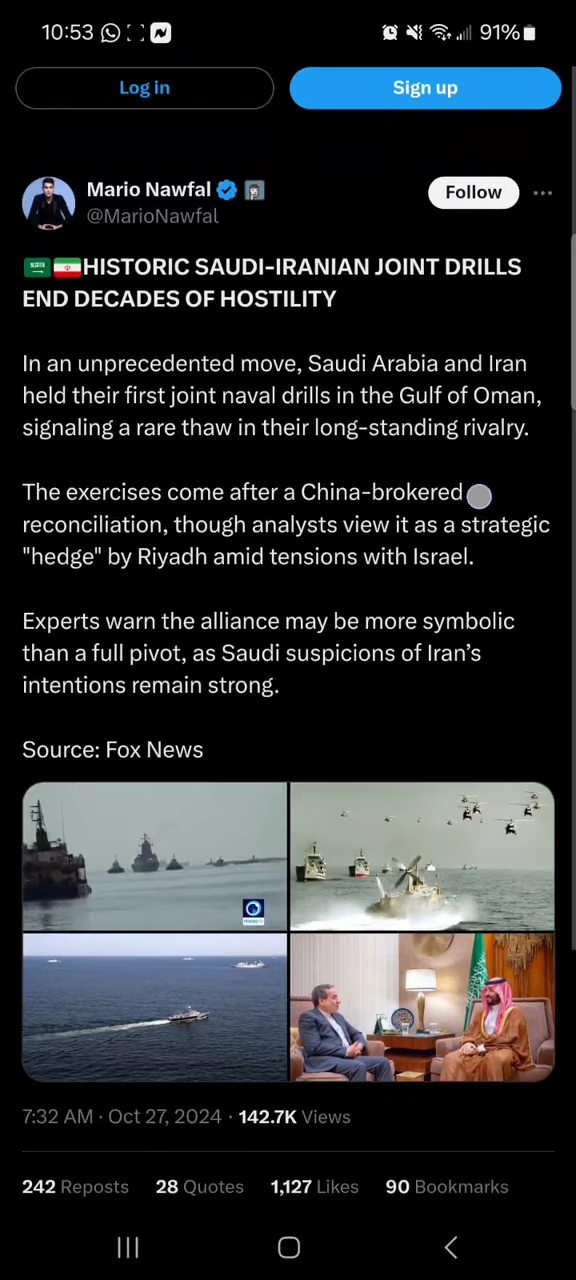 10:53
91%
Log in
Sign up
Mario Nawfal
@MarioNawfal
Follow
🇸🇦🇮🇷HISTORIC SAUDI-IRANIAN JOINT DRILLS
END DECADES OF HOSTILITY
In an unprecedented move, Saudi Arabia and Iran
held their first joint naval drills in the Gulf of Oman,
signaling a rare thaw in their long-standing rivalry.
The exercises come after a China-brokered
reconciliation, though analysts view it as a strategic
"hedge" by Riyadh amid tensions with Israel.
Experts warn the alliance may be more symbolic
than a full pivot, as Saudi suspicions of Iran’s
intentions remain strong.
Source: Fox News
7:32 AM · Oct 27, 2024 · 142.7K Views
242 Reposts 28 Quotes 1,127 Likes 90 Bookmarks